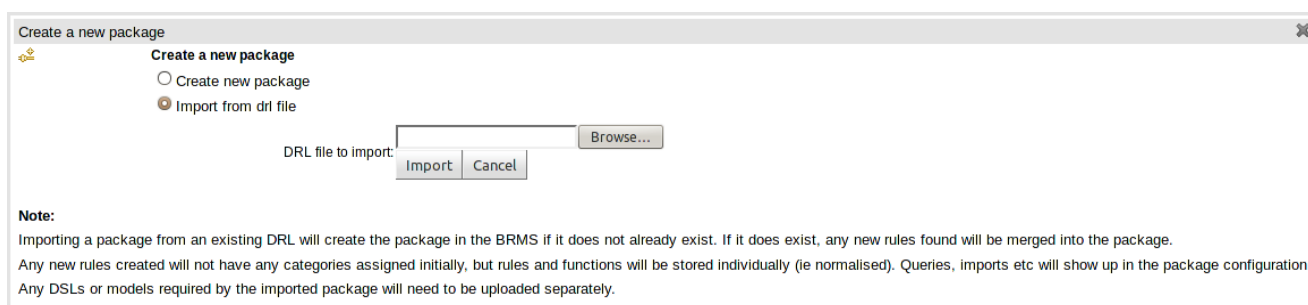 Create a new package
Create a new package
Create new package
Import from drl file
DRL file to import:
Browse...
Import Cancel
Note:
Importing a package from an existing DRL will create the package in the BRMS if it does not already exist. If it does exist, any new rules found will be merged into the package.
Any new rules created will not have any categories assigned initially, but rules and functions will be stored individually (ie normalised). Queries, imports etc will show up in the package configuration
Any DSLs or models required by the imported package will need to be uploaded separately.